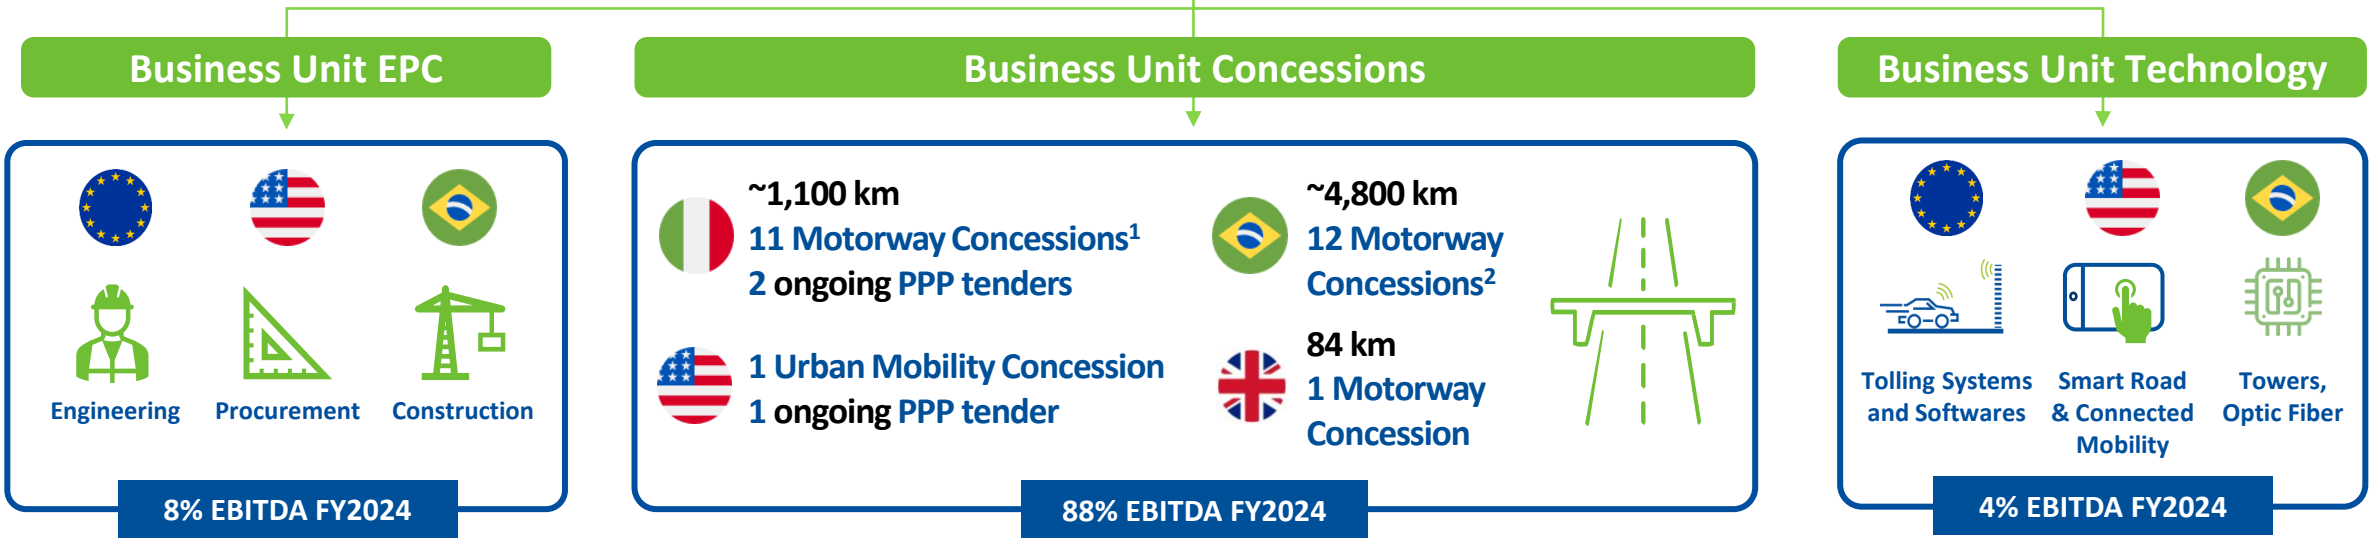 Business Unit EPC
Engineering
Procurement
Construction
8% EBITDA FY2024
Business Unit Concessions
~1,100 km
11 Motorway Concessions¹
2 ongoing PPP tenders
~4,800 km
12 Motorway
Concessions²
1 Urban Mobility Concession
1 ongoing PPP tender
84 km
1 Motorway
Concession
88% EBITDA FY2024
Business Unit Technology
Tolling Systems
and Softwares
Smart Road
& Connected
Mobility
Towers,
Optic Fiber
4% EBITDA FY2024